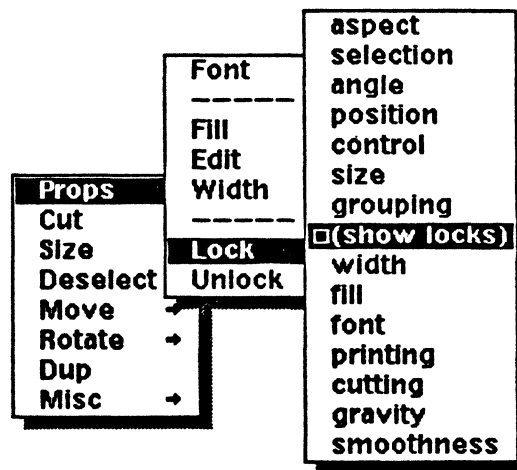 Props
Cut
Size
Deselect
Move →
Rotate →
Dup
Misc →
Font
Fill
Edit
Width
Lock
Unlock
aspect
selection
angle
position
control
size
grouping
(show locks)
width
fill
font
printing
cutting
gravity
smoothness